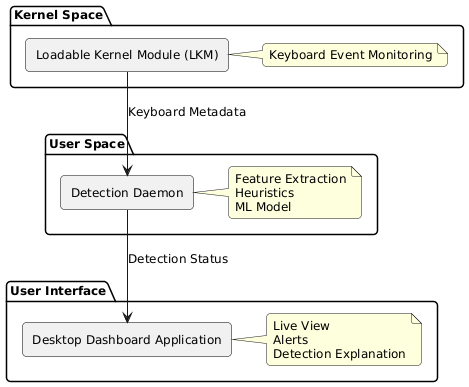 Kernel Space
Loadable Kernel Module (LKM)
Keyboard Event Monitoring
Keyboard Metadata
User Space
Detection Daemon
Feature Extraction
Heuristics
ML Model
Detection Status
User Interface
Desktop Dashboard Application
Live View
Alerts
Detection Explanation